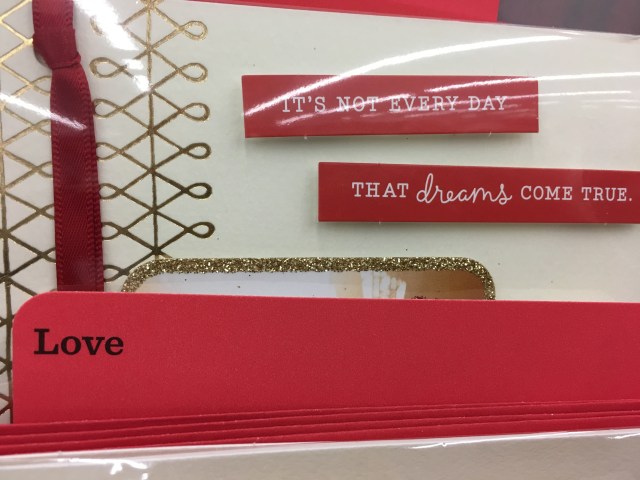 IT'S NOT EVERY DAY
THAT dreams COME TRUE.
Love